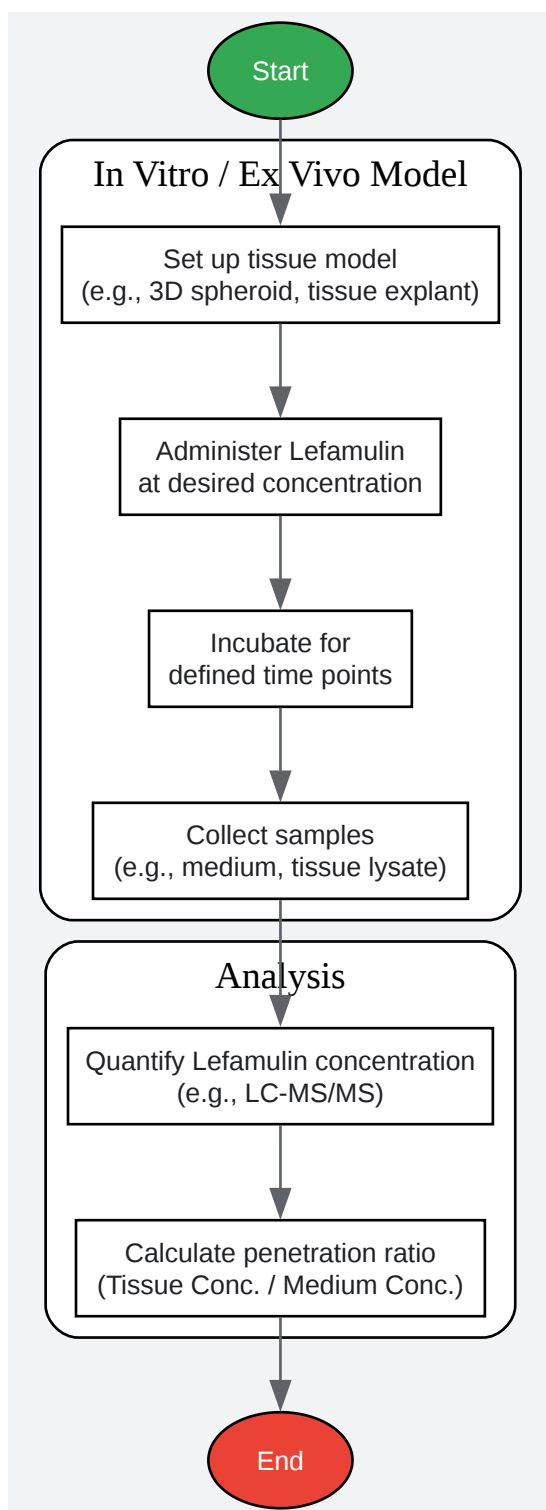 Start
In Vitro / Ex Vivo Model
Set up tissue model
(e.g., 3D spheroid, tissue explant)
Administer Lefamulin
at desired concentration
Incubate for
defined time points
Collect samples
(e.g., medium, tissue lysate)
Analysis
Quantify Lefamulin concentration
(e.g., LC-MS/MS)
Calculate penetration ratio
(Tissue Conc. / Medium Conc.)
End